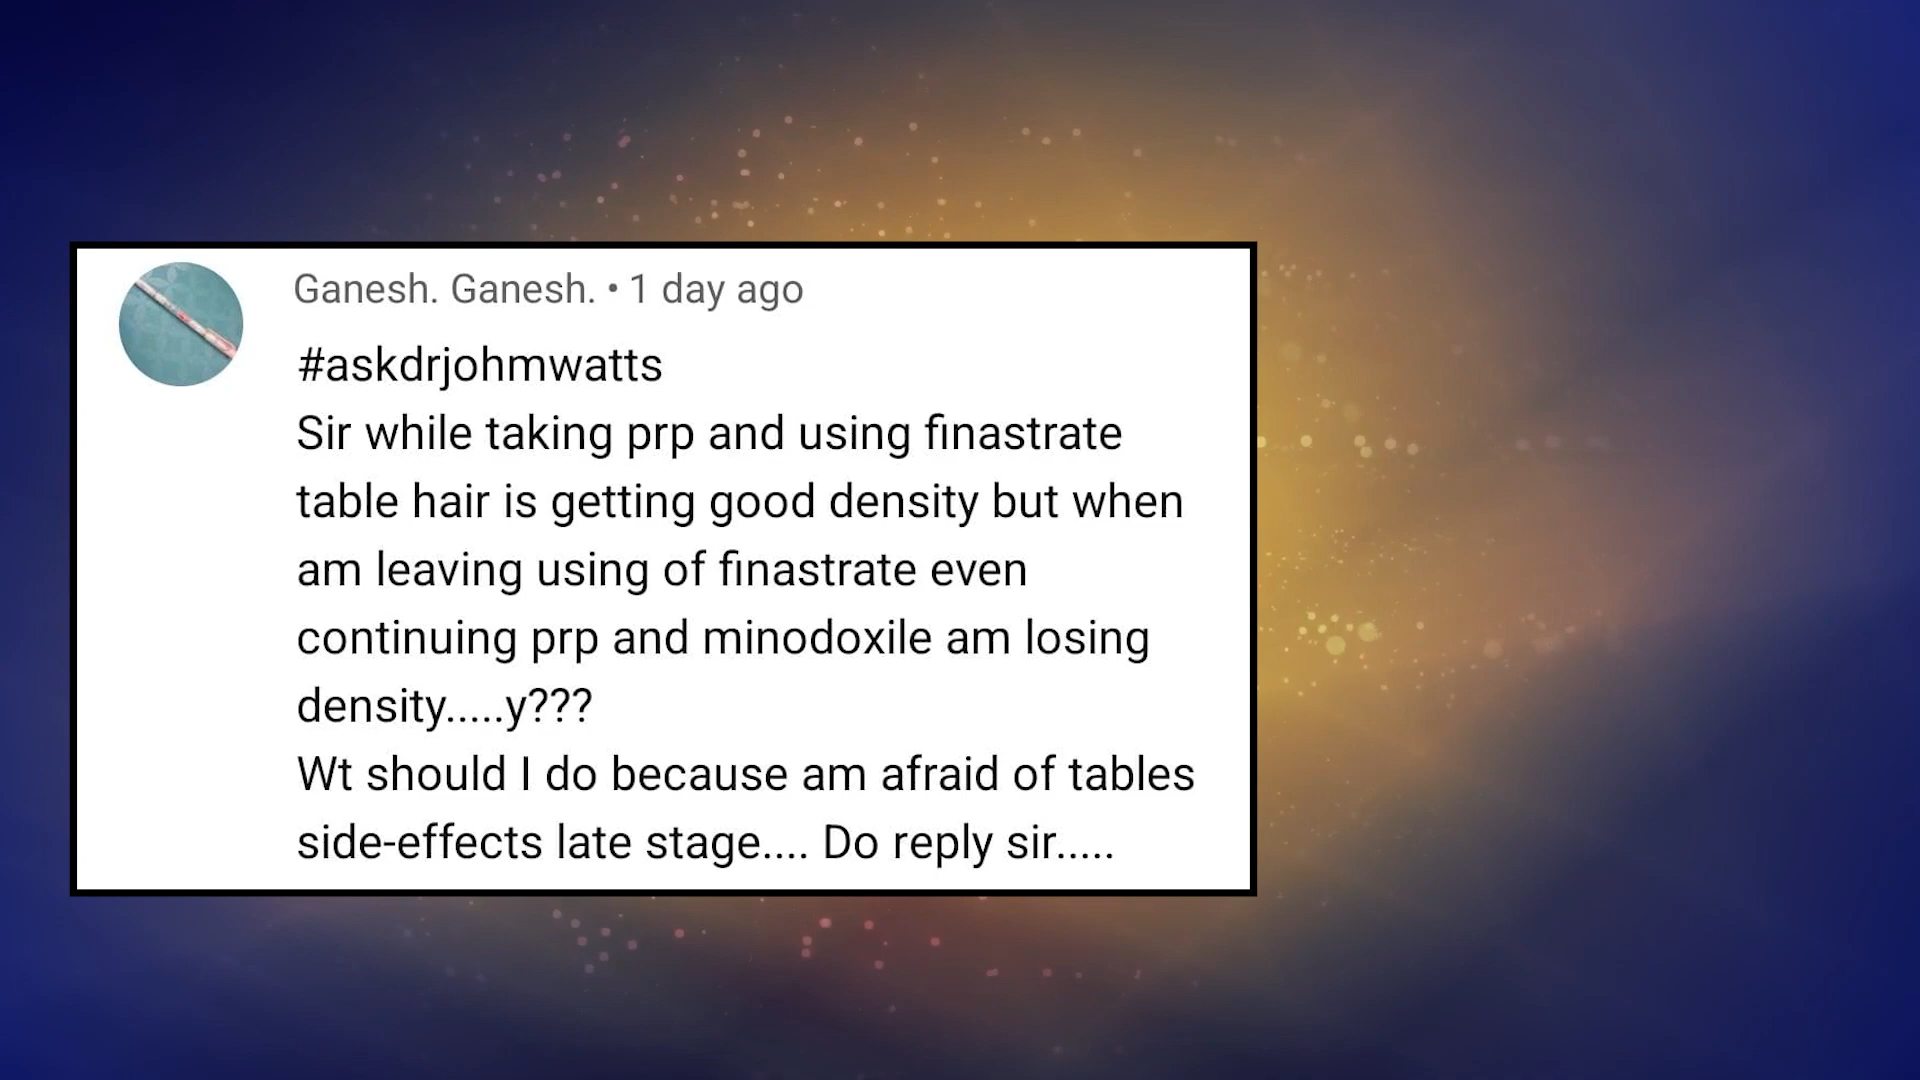 Ganesh. Ganesh. • 1 day ago
#askdrjohmwatts
Sir while taking prp and using finastrate
table hair is getting good density but when
am leaving using of finastrate even
continuing prp and minodoxile am losing
density.....y???
Wt should I do because am afraid of tables
side-effects late stage.... Do reply sir.....